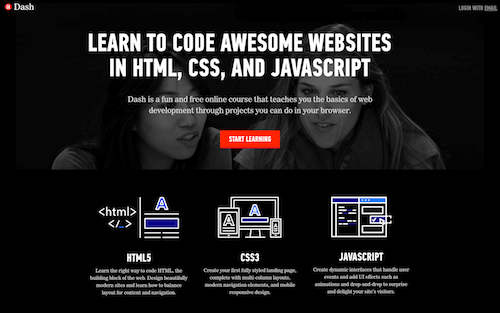 Dash
LOGIN WITH EMAIL
LEARN TO CODE AWESOME WEBSITES
IN HTML, CSS, AND JAVASCRIPT
Dash is a fun and free online course that teaches you the basics of web
development through projects you can do in your browser.
START LEARNING
<html>
</_>
A
A
A
HTML5
Learn the right way to code HTML, the
building block of the web. Design beautifully
modern sites and learn how to balance
layout for content and navigation.
CSS3
Create your first fully styled landing page,
complete with multi-column layouts,
modern navigation elements, and mobile
responsive design.
JAVASCRIPT
Create dynamic interfaces that handle user
events and add UI effects such as
animations and drag-and-drop to surprise
and delight your site's visitors.